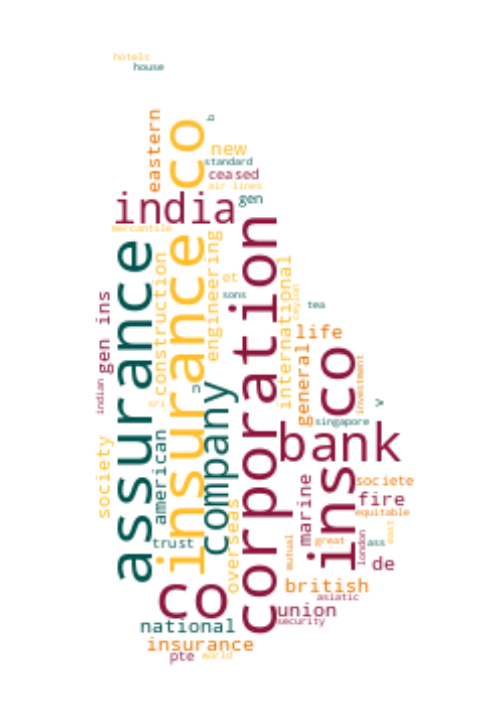 hotels
house
eastern
insurance co
a
new
standard
ceased
air lines
gen
india
mercantile
assurance
corporation
engineering
construction
et
sons
international
ceylon
tea
gen ins
indian
life
general
ins co
investment
sri
company
n
v
singapore
bank
society
american
societe
fire
equitable
marine
overseas
trust
mutual
great
london
ass
de
co
british
asiatic
union
security
national
insurance
pte
world